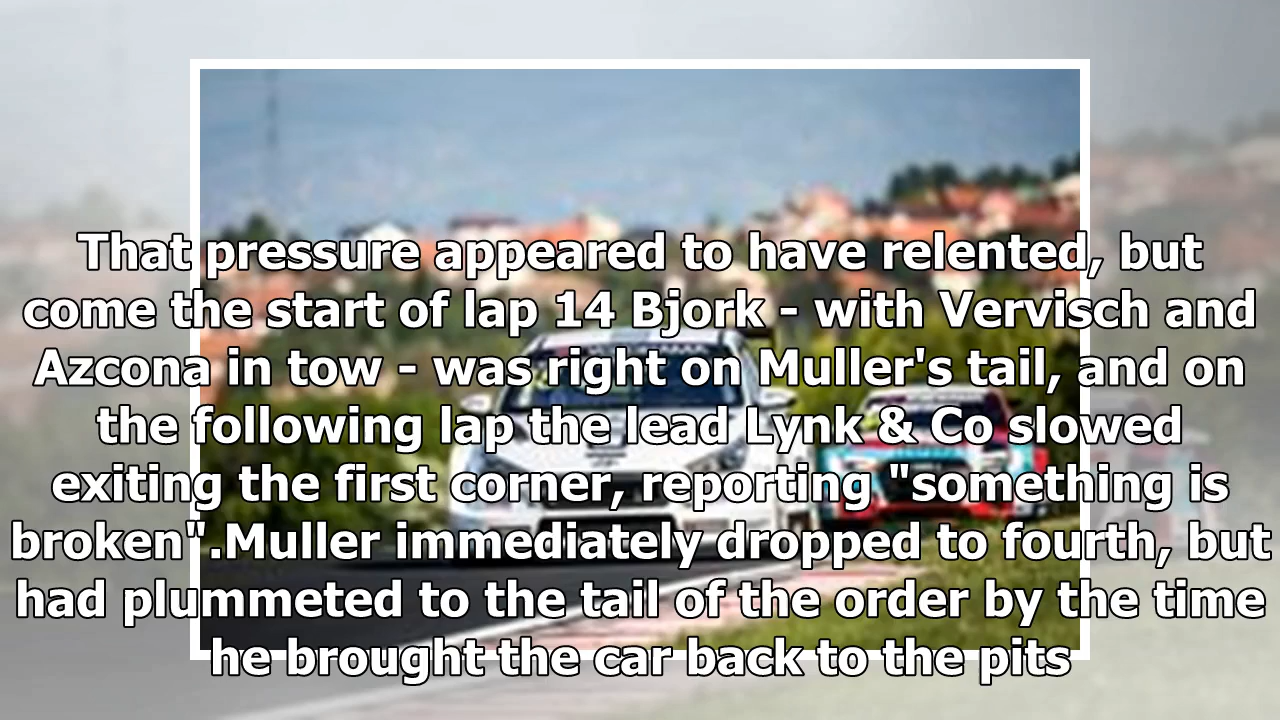 That pressure appeared to have relented, but
come the start of lap 14 Bjork - with Vervisch and
Azcona in tow - was right on Muller's tail, and on
the following lap the lead Lynk & Co slowed
exiting the first corner, reporting "something is
broken".Muller immediately dropped to fourth, but
had plummeted to the tail of the order by the time
he brought the car back to the pits